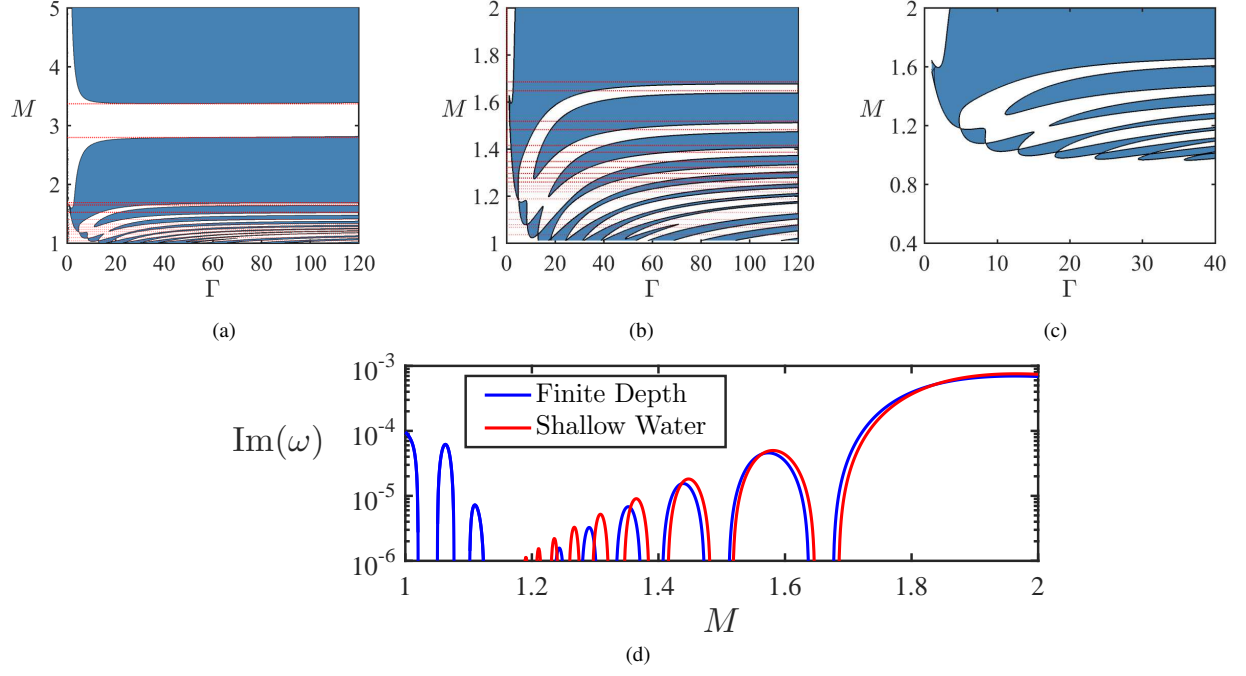 5
4
M
3
2
1
0 20 40 60 80 100 120
Γ
(a)
2
1.8
1.6
M
1.4
1.2
1
0 20 40 60 80 100 120
Γ
(b)
2
1.6
M
1.2
0.8
0.4
0 10 20 30 40
Γ
(c)
10⁻³
10⁻⁴
Im(ω)
10⁻⁵
10⁻⁶
Finite Depth
Shallow Water
1 1.2 1.4 1.6 1.8 2
M
(d)